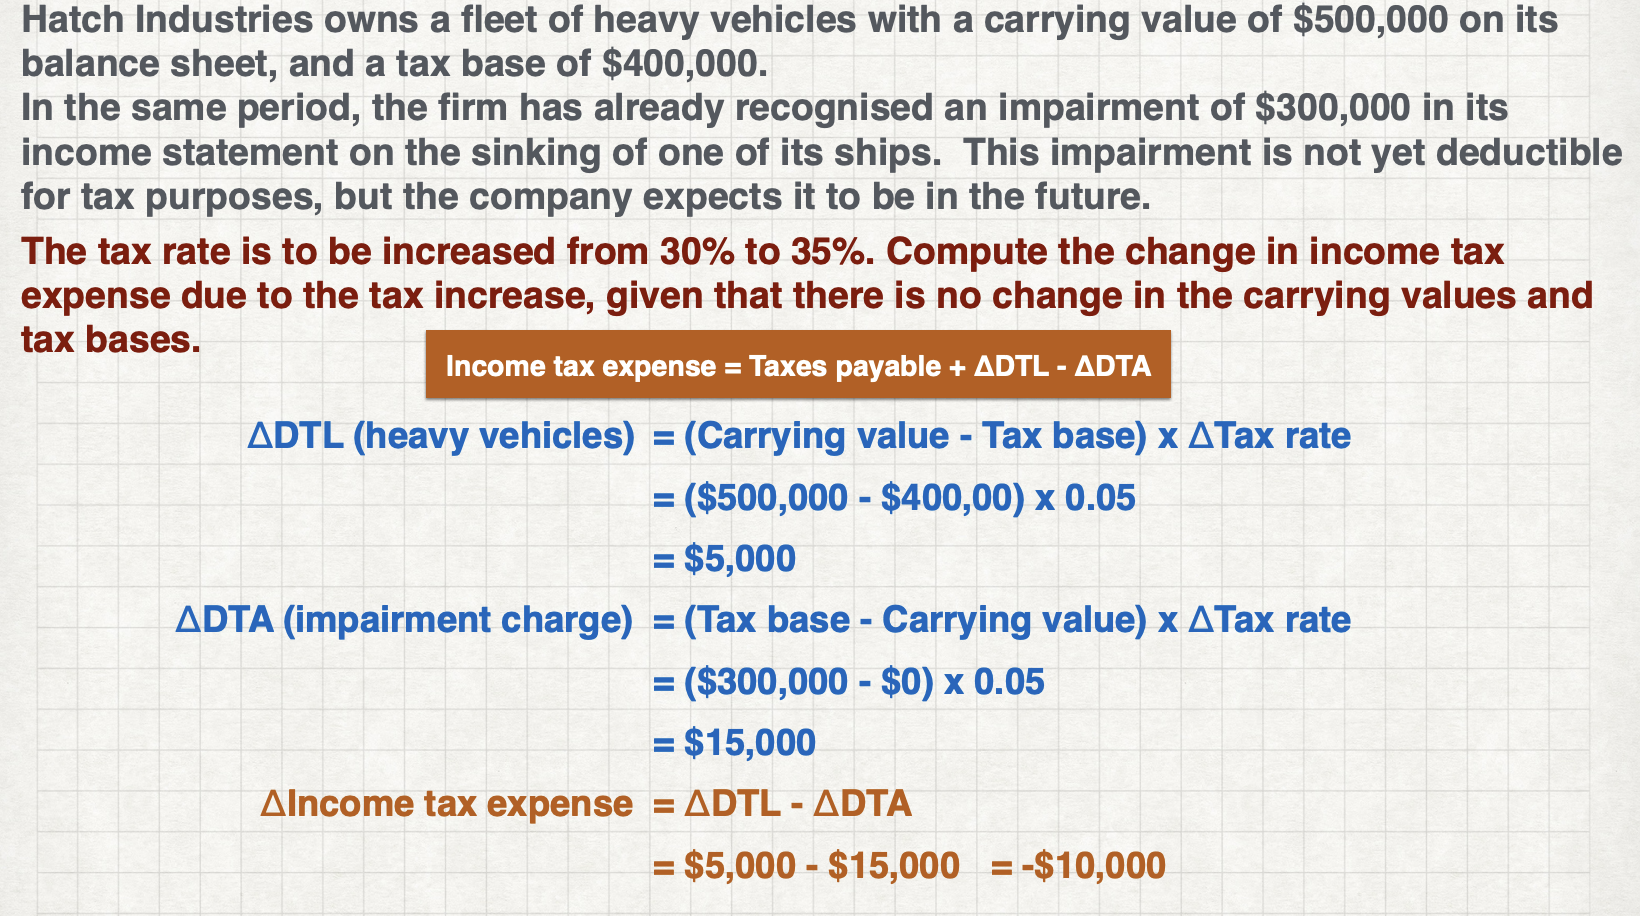 Hatch Industries owns a fleet of heavy vehicles with a carrying value of $500,000 on its
balance sheet, and a tax base of $400,000.
In the same period, the firm has already recognised an impairment of $300,000 in its
income statement on the sinking of one of its ships.  This impairment is not yet deductible
for tax purposes, but the company expects it to be in the future.
The tax rate is to be increased from 30% to 35%. Compute the change in income tax
expense due to the tax increase, given that there is no change in the carrying values and
tax bases.
Income tax expense = Taxes payable + ΔDTL - ΔDTA
ΔDTL (heavy vehicles) = (Carrying value - Tax base) x ΔTax rate
= ($500,000 - $400,00) x 0.05
= $5,000
ΔDTA (impairment charge) = (Tax base - Carrying value) x ΔTax rate
= ($300,000 - $0) x 0.05
= $15,000
ΔIncome tax expense = ΔDTL - ΔDTA
= $5,000 - $15,000 = -$10,000